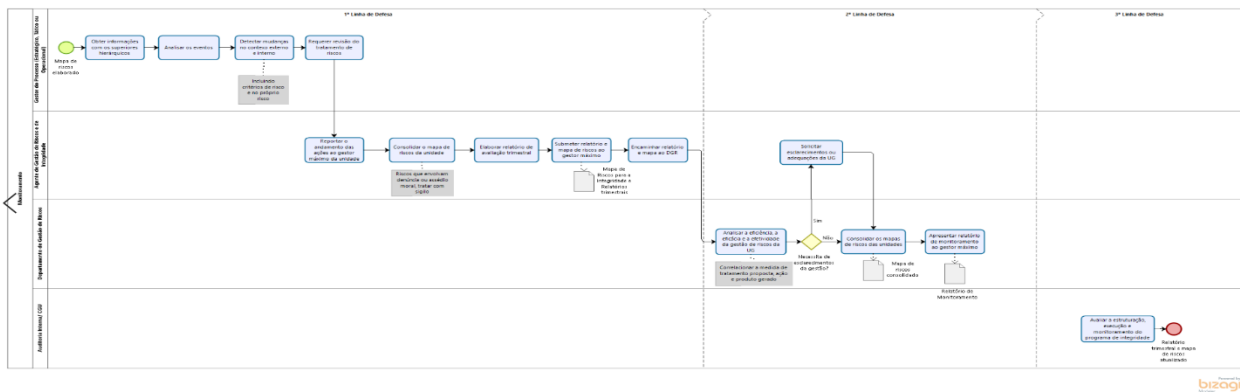 1ª Linha de Defesa
2ª Linha de Defesa
3ª Linha de Defesa
Monitoramento
Gestor do Processo (Estratégico, Tático ou
Operacional)
Mapa de
riscos
elaborado
Obter informações
com os superiores
hierárquicos
Analisar os eventos
Detectar mudanças
no contexto externo
e interno
Incluindo
critérios de risco
e no próprio
risco
Requerer revisão do
tratamento de
riscos
Agente de Gestão de Riscos e de
Integridade
Reportar o
andamento das
ações ao gestor
máximo da unidade
Consolidar o mapa de
riscos da unidade
Riscos que envolvam
denúncia ou assédio
moral, tratar com
sigilo
Elaborar relatório de
avaliação trimestral
Submeter relatório e
mapa de riscos ao
gestor máximo
Mapa de
Riscos para a
Integridade e
Relatórios
trimestrais
Encaminhar relatório
e mapa ao DGR
Solicitar
esclarecimentos ou
adequações da UG
Departamento de Gestão de Riscos
Analisar a eficiência, a
eficácia e a efetividade
da gestão de riscos da
UG
Correlacionar a medida de
tratamento proposta, ação
e produto gerado
Sim
Não
Necessita de
esclarecimentos
da gestão?
Consolidar os mapas
de riscos das unidades
Mapa de
riscos
consolidado
Apresentar relatório
de monitoramento ao
gestor máximo
Relatório de
Monitoramento
Auditoria Interna/ CGU
Avaliar a estruturação,
execução e
monitoramento do
programa de integridade
Relatório
trimestral e mapa
de riscos
atualizado
Powered by
bizagi